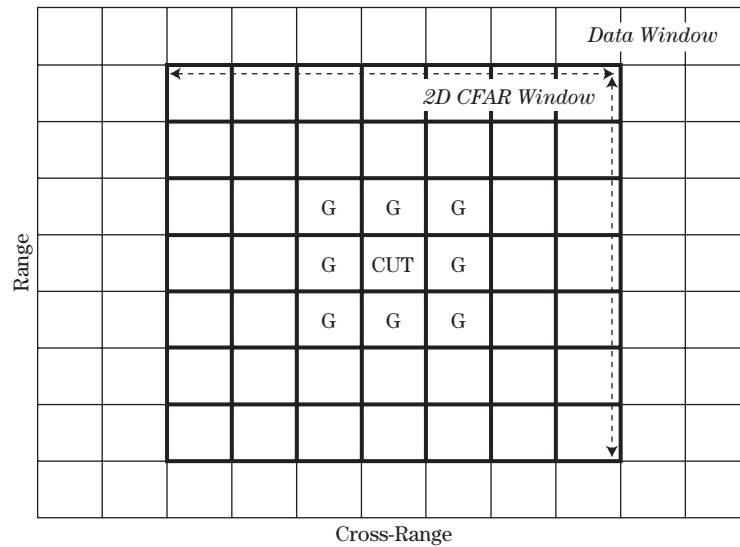 Data Window
2D CFAR Window
G G G
G CUT G
G G G
Range
Cross-Range